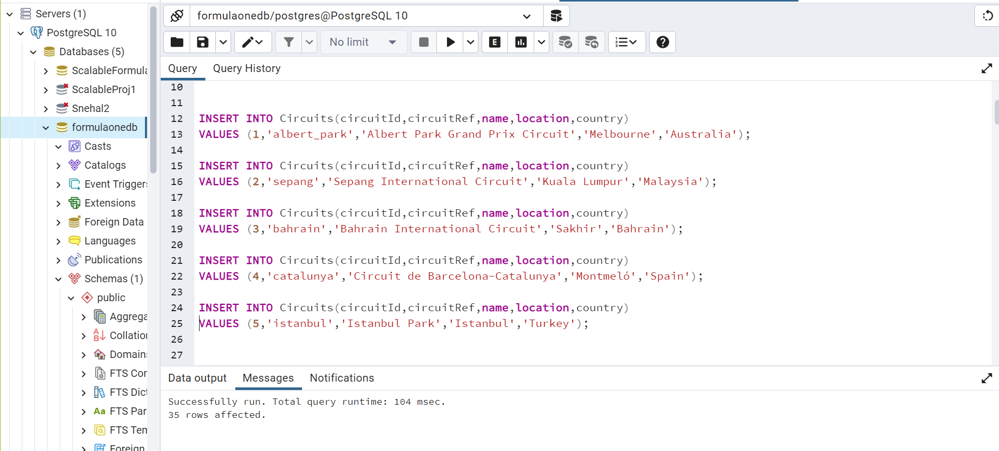 Servers (1)
PostgreSQL 10
Databases (5)
ScalableFormula
ScalableProj1
Snehal2
formulaonedb
Casts
Catalogs
Event Triggers
Extensions
Foreign Data
Languages
Publications
Schemas (1)
public
Aggrega
Collation
Domains
FTS Con
FTS Dict
Aa FTS Par
FTS Tem
Foreign
formulaonedb/postgres@PostgreSQL 10
No limit
E
Query Query History
10
11
12 INSERT INTO Circuits(circuitId,circuitRef,name,location,country)
13 VALUES (1,'albert_park','Albert Park Grand Prix Circuit','Melbourne','Australia');
14
15 INSERT INTO Circuits(circuitId,circuitRef,name,location,country)
16 VALUES (2,'sepang','Sepang International Circuit','Kuala Lumpur','Malaysia');
17
18 INSERT INTO Circuits(circuitId,circuitRef,name,location,country)
19 VALUES (3,'bahrain','Bahrain International Circuit','Sakhir','Bahrain');
20
21 INSERT INTO Circuits(circuitId,circuitRef,name,location,country)
22 VALUES (4,'catalunya','Circuit de Barcelona-Catalunya','Montmeló','Spain');
23
24 INSERT INTO Circuits(circuitId,circuitRef,name,location,country)
25 VALUES (5,'istanbul','Istanbul Park','Istanbul','Turkey');
26
27
Data output Messages Notifications
Successfully run. Total query runtime: 104 msec.
35 rows affected.